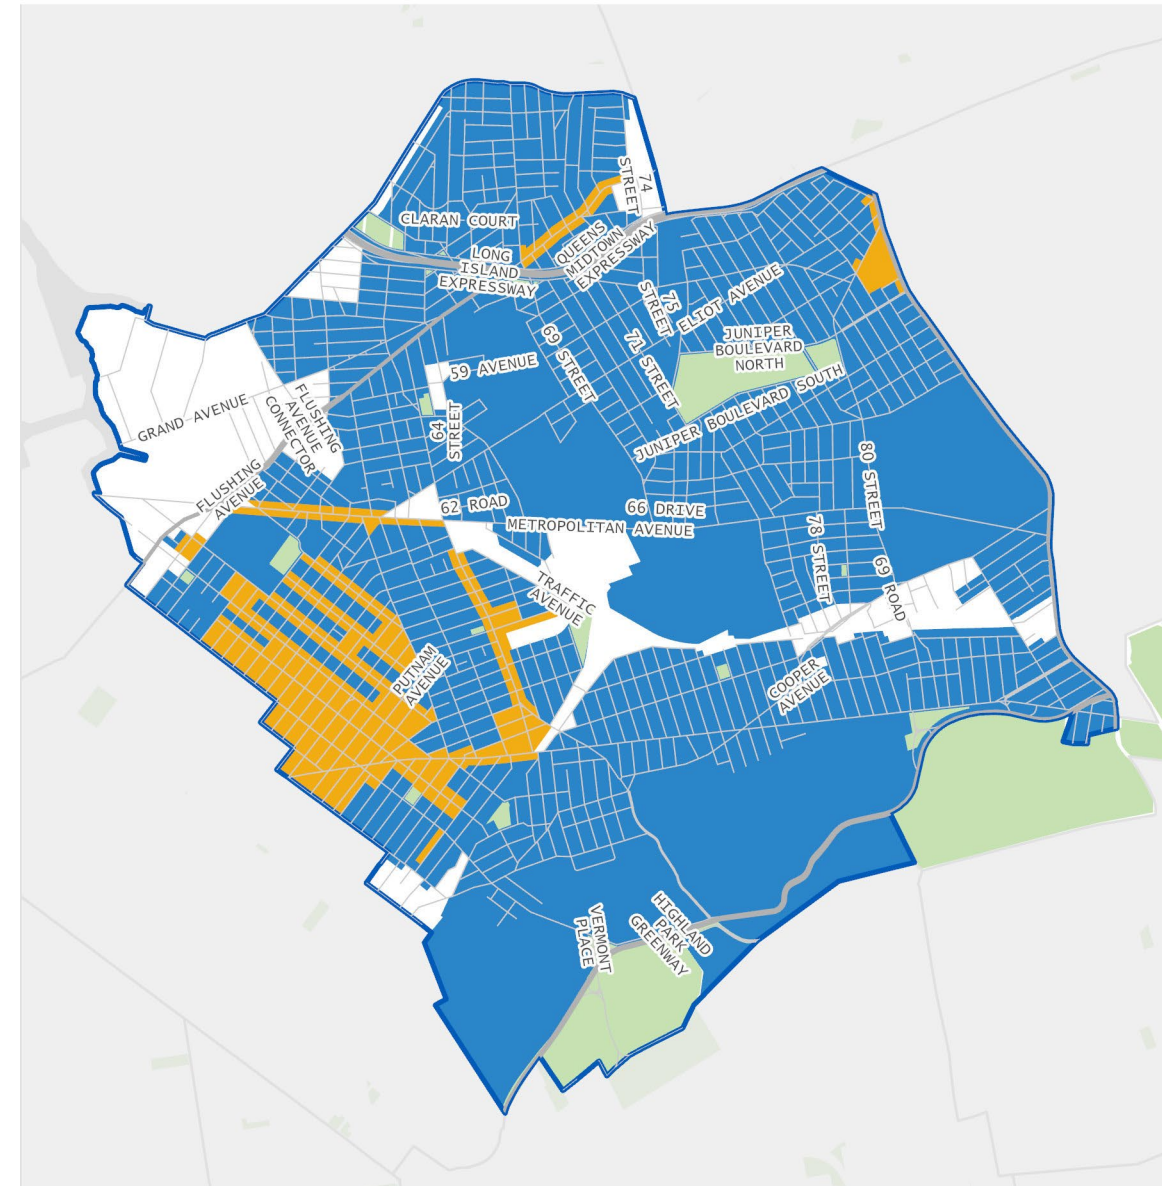 74
STREET
CLARAN COURT
LONG
ISLAND
EXPRESSWAY
QUEENS
MIDTOWN
EXPRESSWAY
75
STREET
ELIOT AVENUE
JUNIPER
BOULEVARD
NORTH
69 STREET
71 STREET
59 AVENUE
JUNIPER BOULEVARD SOUTH
GRAND AVENUE
FLUSHING
AVENUE
CONNECTOR
64
STREET
FLUSHING
AVENUE
80 STREET
62 ROAD
66 DRIVE
METROPOLITAN AVENUE
78 STREET
69 ROAD
TRAFFIC
AVENUE
PUTNAM
AVENUE
COOPER
AVENUE
VERMONT
PLACE
HIGHLAND
PARK
GREENWAY